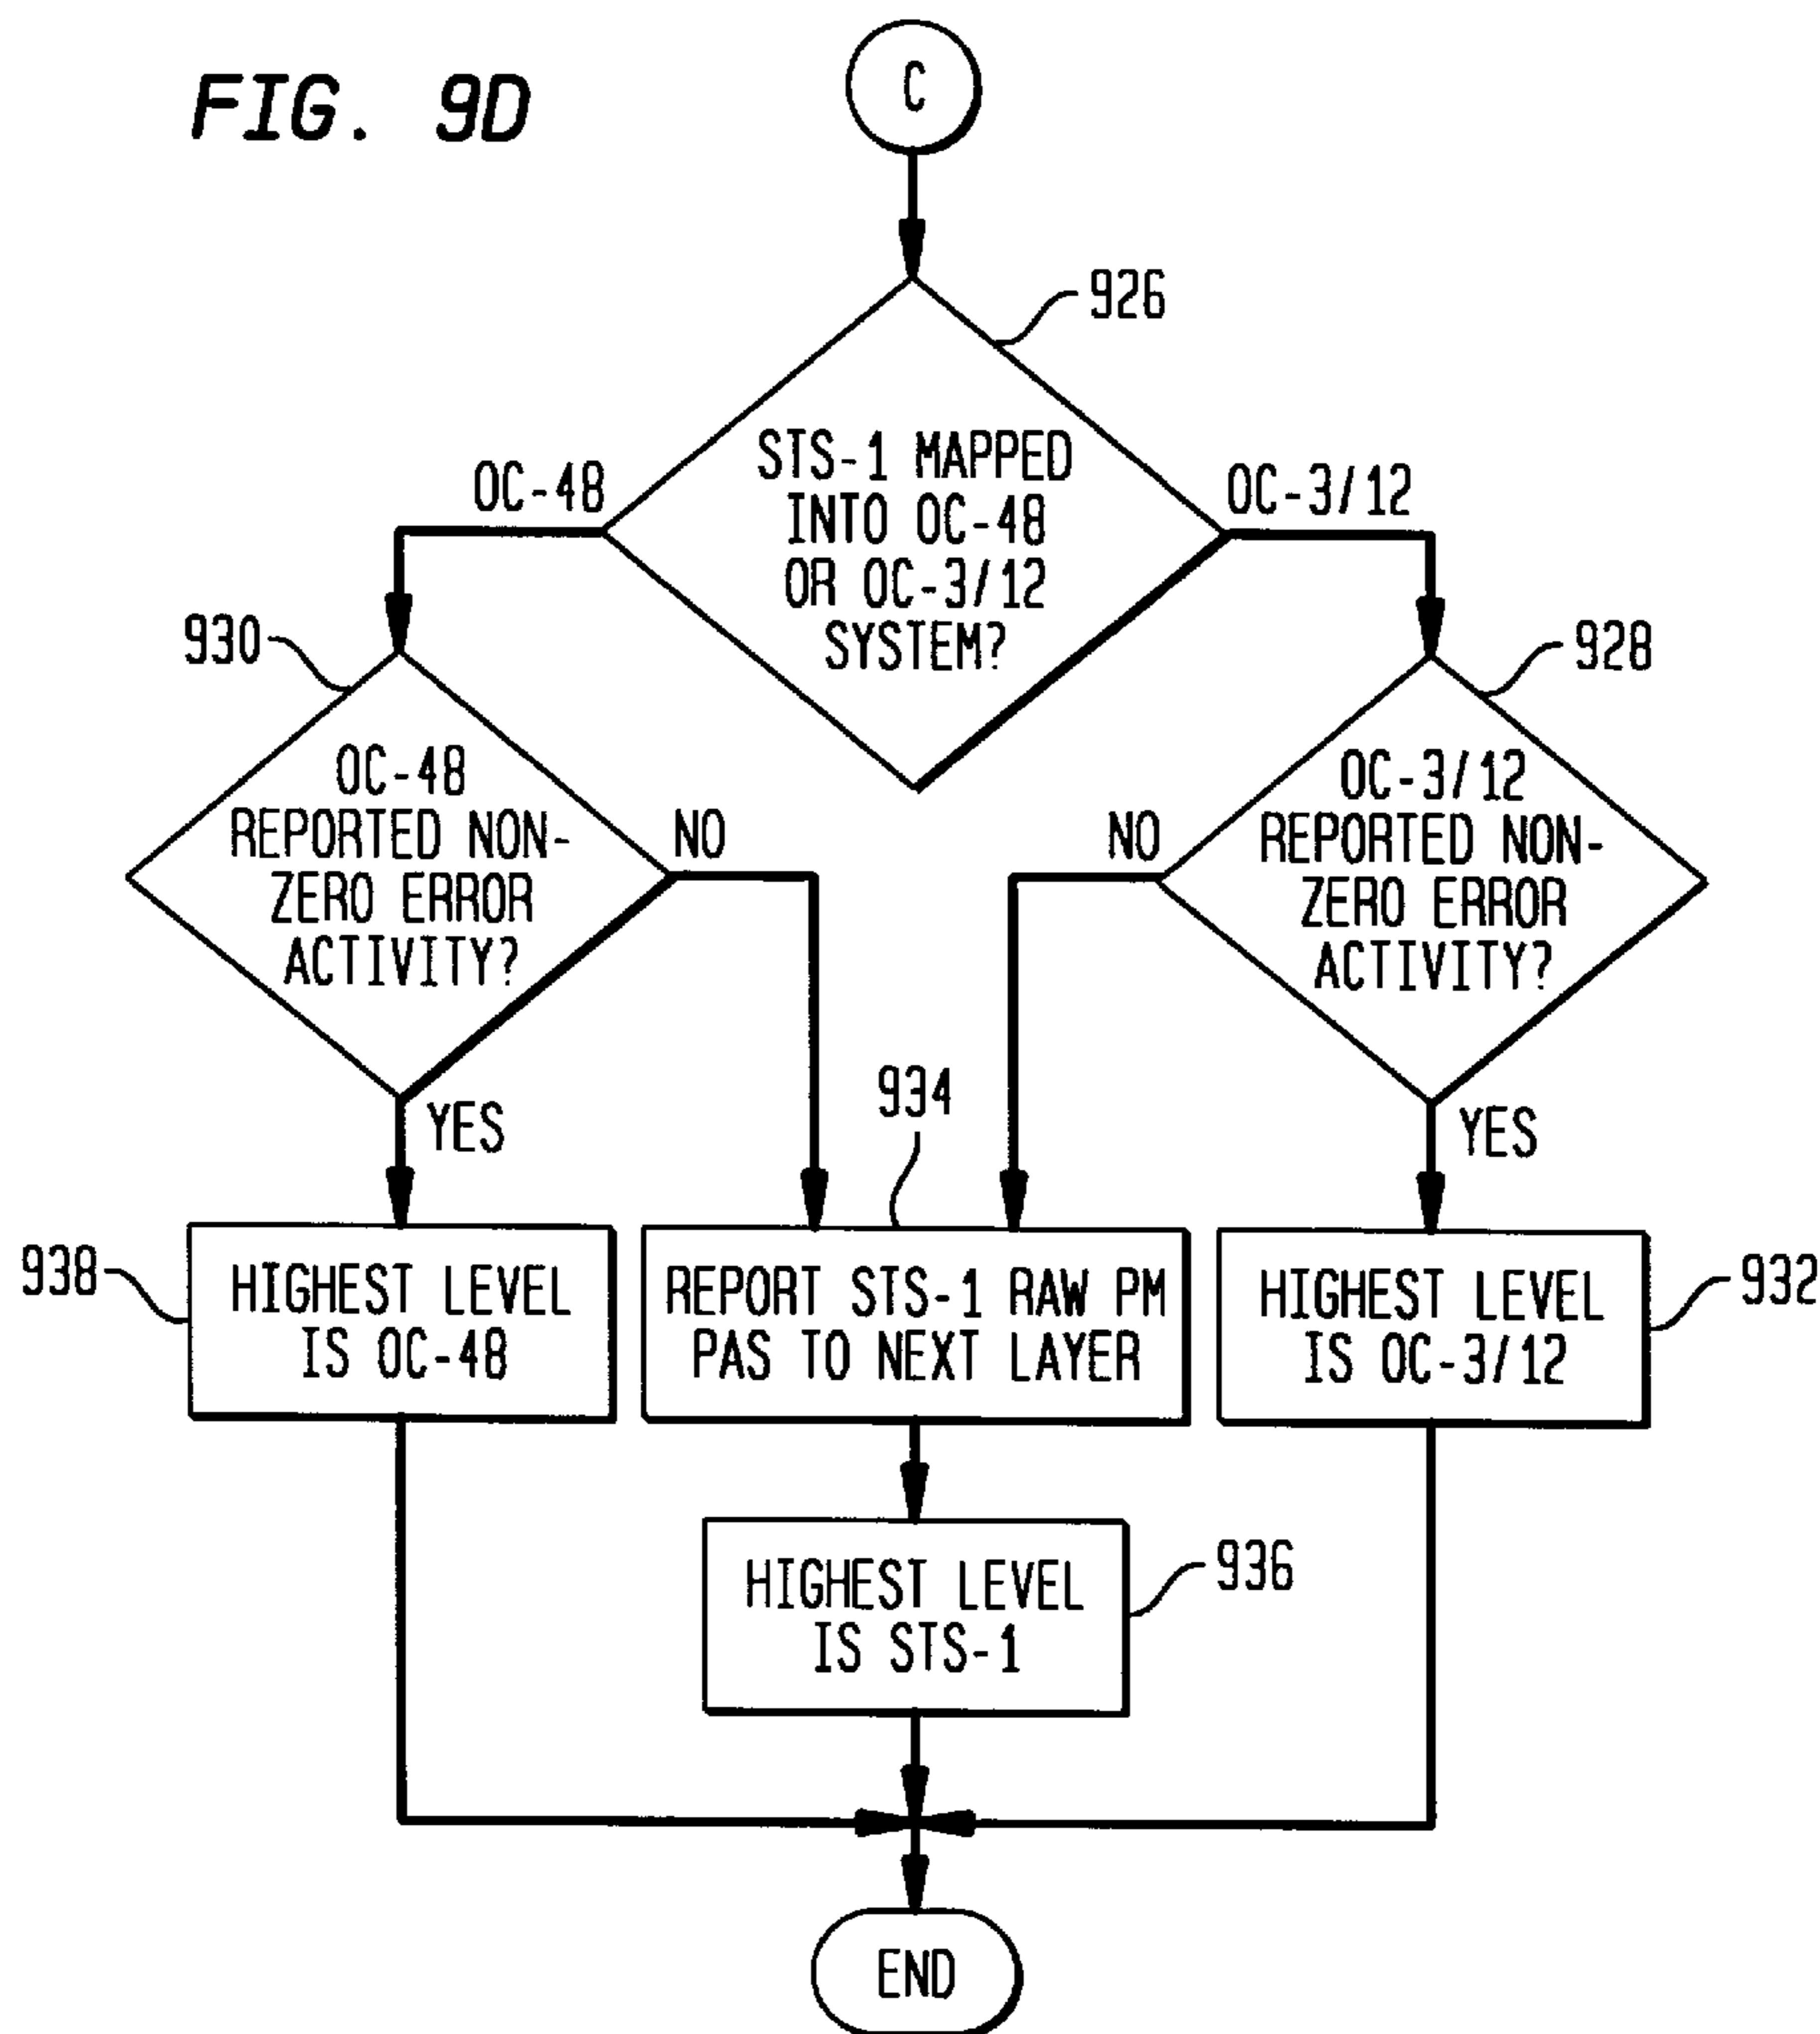 FIG. 9D
C
926
STS-1 MAPPED
INTO OC-48
OR OC-3/12
SYSTEM?
OC-48
OC-3/12
930
928
OC-48
REPORTED NON-
ZERO ERROR
ACTIVITY?
NO
NO
OC-3/12
REPORTED NON-
ZERO ERROR
ACTIVITY?
YES
934
YES
938
HIGHEST LEVEL
IS OC-48
REPORT STS-1 RAW PM
PAS TO NEXT LAYER
HIGHEST LEVEL
IS OC-3/12
932
HIGHEST LEVEL
IS STS-1
936
END